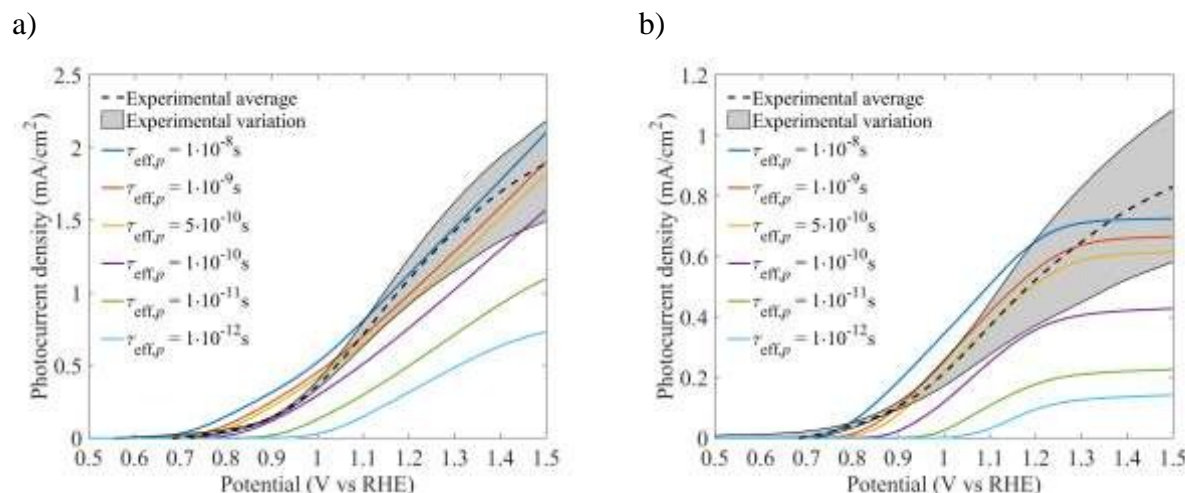 a)
b)
2.5
2
1.5
1
0.5
0
Photocurrent density (mA/cm²)
Experimental average
Experimental variation
τeff,p = 1·10⁻⁸s
τeff,p = 1·10⁻⁹s
τeff,p = 5·10⁻¹⁰s
τeff,p = 1·10⁻¹⁰s
τeff,p = 1·10⁻¹¹s
τeff,p = 1·10⁻¹²s
0.5 0.6 0.7 0.8 0.9 1 1.1 1.2 1.3 1.4 1.5
Potential (V vs RHE)
1.2
1
0.8
0.6
0.4
0.2
0
Photocurrent density (mA/cm²)
Experimental average
Experimental variation
τeff,p = 1·10⁻⁸s
τeff,p = 1·10⁻⁹s
τeff,p = 5·10⁻¹⁰s
τeff,p = 1·10⁻¹⁰s
τeff,p = 1·10⁻¹¹s
τeff,p = 1·10⁻¹²s
0.5 0.6 0.7 0.8 0.9 1 1.1 1.2 1.3 1.4 1.5
Potential (V vs RHE)